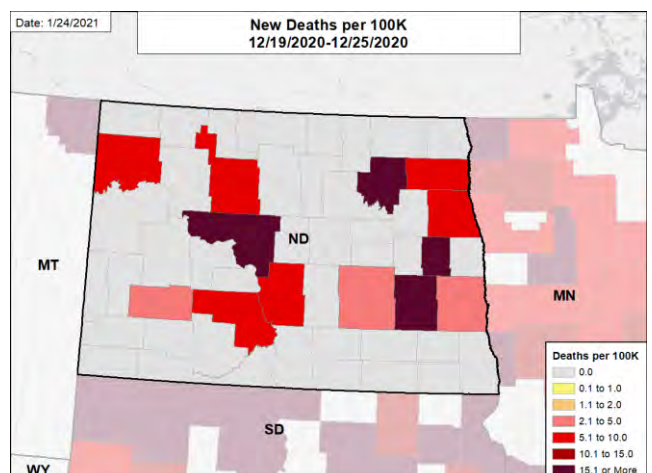 Date: 1/24/2021
New Deaths per 100K
12/19/2020-12/25/2020
ND
MT
MN
SD
WY
Deaths per 100K
0.0
0.1 to 1.0
1.1 to 2.0
2.1 to 5.0
5.1 to 10.0
10.1 to 15.0
15.1 or More